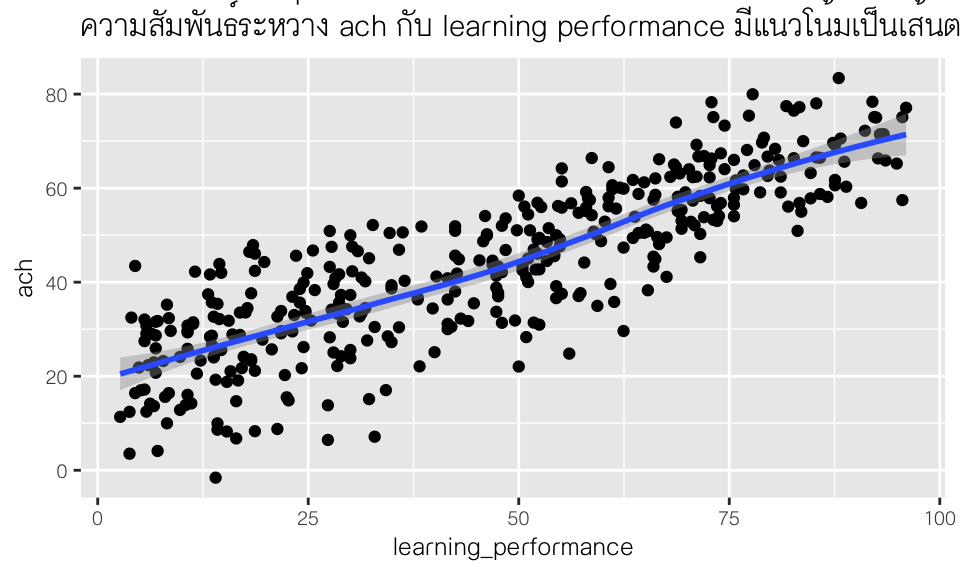 ความสัมพันธ์ระหว่าง ach กับ learning performance มีแนวโน้มเป็นเส้นต
80
60
40
20
0
ach
0 25 50 75 100
learning_performance